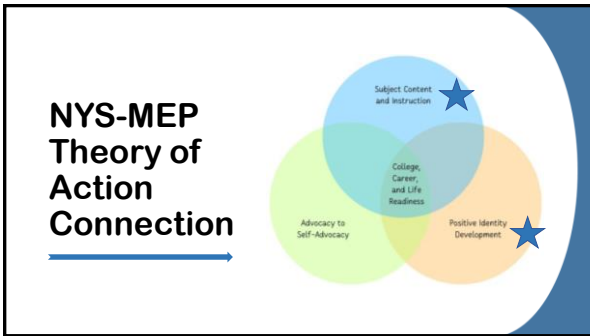 NYS-MEP
Theory of
Action
Connection
Subject Content
and Instruction
College,
Career,
and Life
Readiness
Advocacy to
Self-Advocacy
Positive Identity
Development